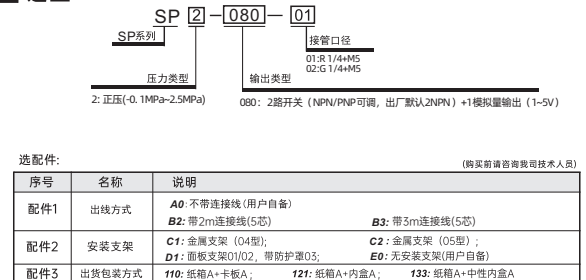 SP 2 — 080 — 01
SP系列
接管口径
01:R 1/4+M5
02:G 1/4+M5
压力类型
输出类型
2: 正压(-0. 1MPa~2.5MPa)
080：2路开关（NPN/PNP可调，出厂默认2NPN）+1模拟量输出（1~5V）
选配件:
(购买前请咨询我司技术人员)
序号 名称 说明
配件1 出线方式 A0:不带连接线(用户自备)
B2: 带2m连接线(5芯) B3: 带3m连接线(5芯)
配件2 安装支架 C1: 金属支架（04型）; C2：金属支架（05型）;
D1: 面板支架01/02，带防护罩03; E0: 无安装支架(用户自备)
配件3 出货包装方式 110: 纸箱A+卡板A； 121: 纸箱A+内盒A； 133: 纸箱A+中性内盒A